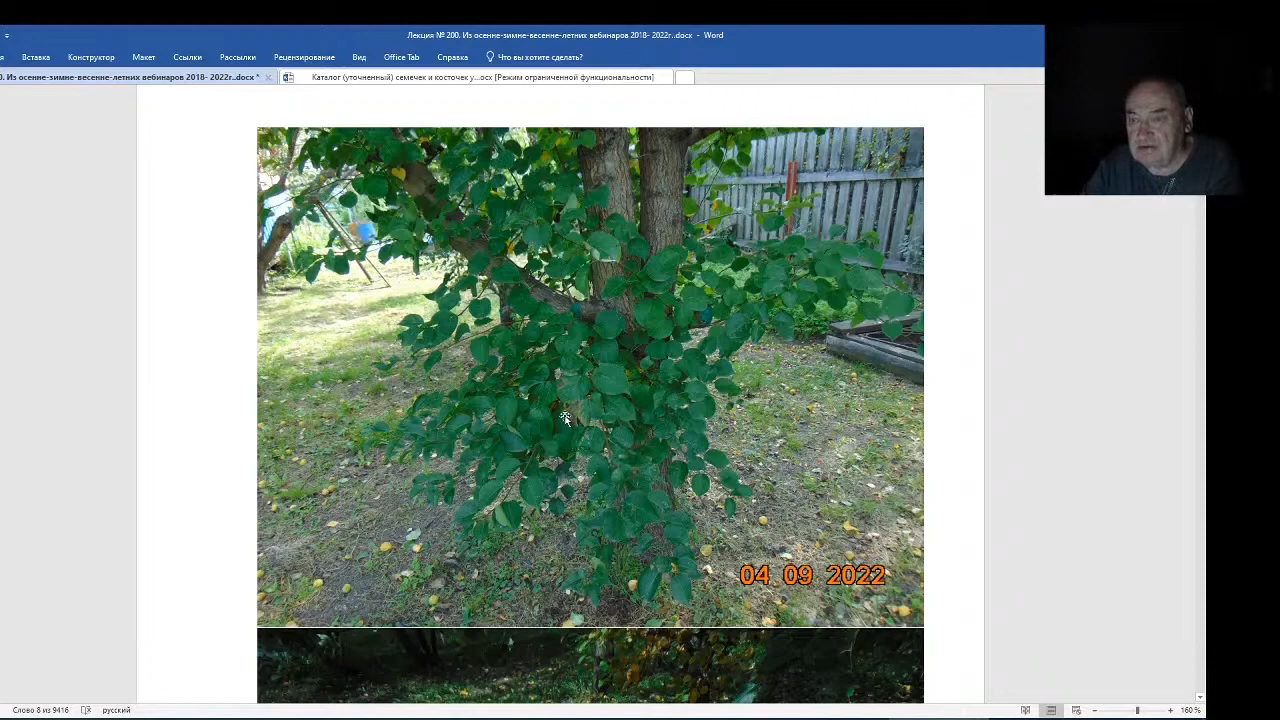 Лекция № 200. Из осенне-зимне-весенне-летних вебинаров 2018- 2022г..docx - Word
Вставка Конструктор Макет Ссылки Рассылки Рецензирование Вид Office Tab Справка Что вы хотите сделать?
0. Из осенне-зимне-весенне-летних вебинаров 2018- 2022г..docx * Каталог (уточненный) семечек и косточек у...осх [Режим ограниченной функциональности]
04 09 2022
Слово 8 из 9416 русский 160 %